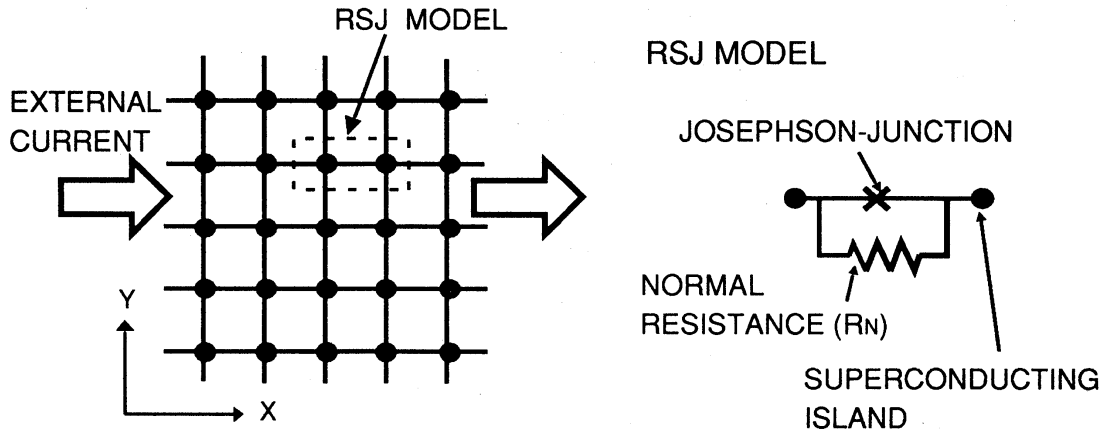 RSJ MODEL
EXTERNAL
CURRENT
Y
X
RSJ MODEL
JOSEPHSON-JUNCTION
NORMAL
RESISTANCE (RN)
SUPERCONDUCTING
ISLAND